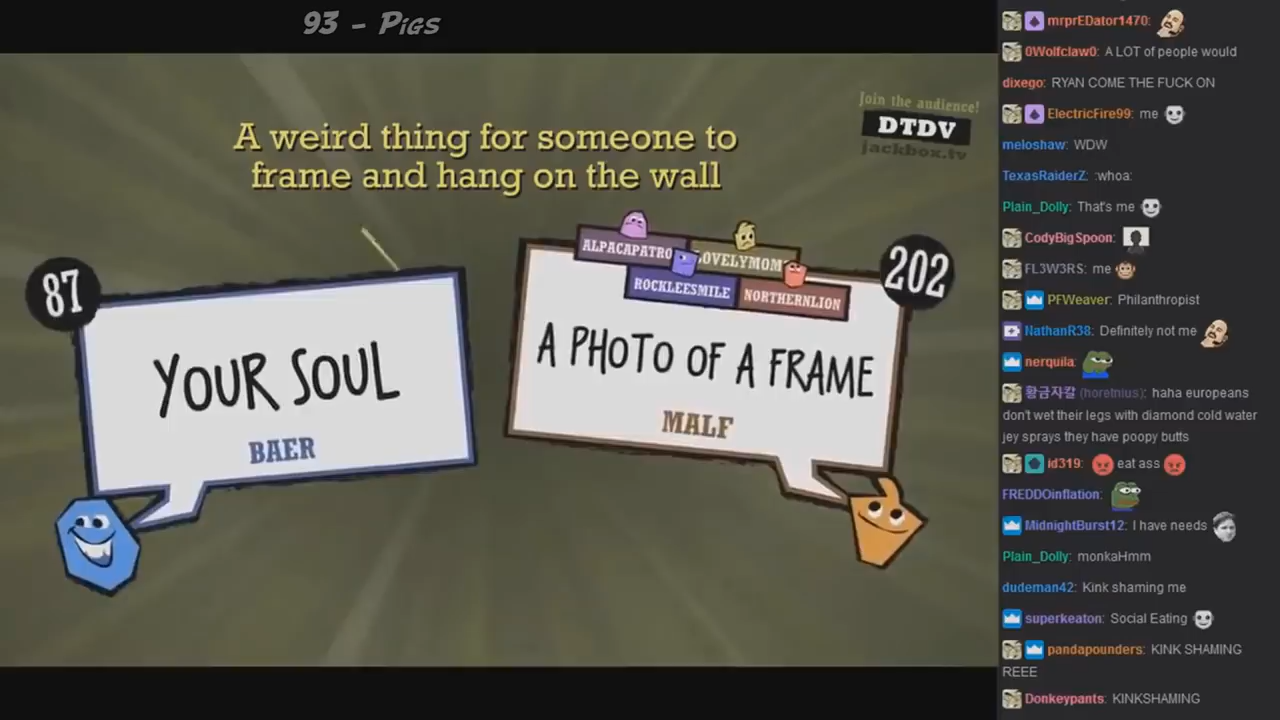 93 - Pigs
Join the audience!
DTDV
jackbox.tv
A weird thing for someone to
frame and hang on the wall
87
YOUR SOUL
BAER
202
ALPACAPATRO
LOVELYMOM
ROCKLEESMILE
NORTHERNLION
A PHOTO OF A FRAME
MALF
mrprEDator1470:
0Wolfclaw0: A LOT of people would
dixego: RYAN COME THE FUCK ON
ElectricFire99: me
meloshaw: WDW
TexasRaiderZ: :whoa:
Plain_Dolly: That's me
CodyBigSpoon:
FL3W3RS: me
PFWeaver: Philanthropist
NathanR38: Definitely not me
nerquila:
황금자칼 (horetnius): haha europeans
don't wet their legs with diamond cold water
jey sprays they have poopy butts
id319: eat ass
FREDDOinflation:
MidnightBurst12: I have needs
Plain_Dolly: monkaHmm
dudeman42: Kink shaming me
superkeaton: Social Eating
pandapounders: KINK SHAMING
REEE
Donkeypants: KINKSHAMING